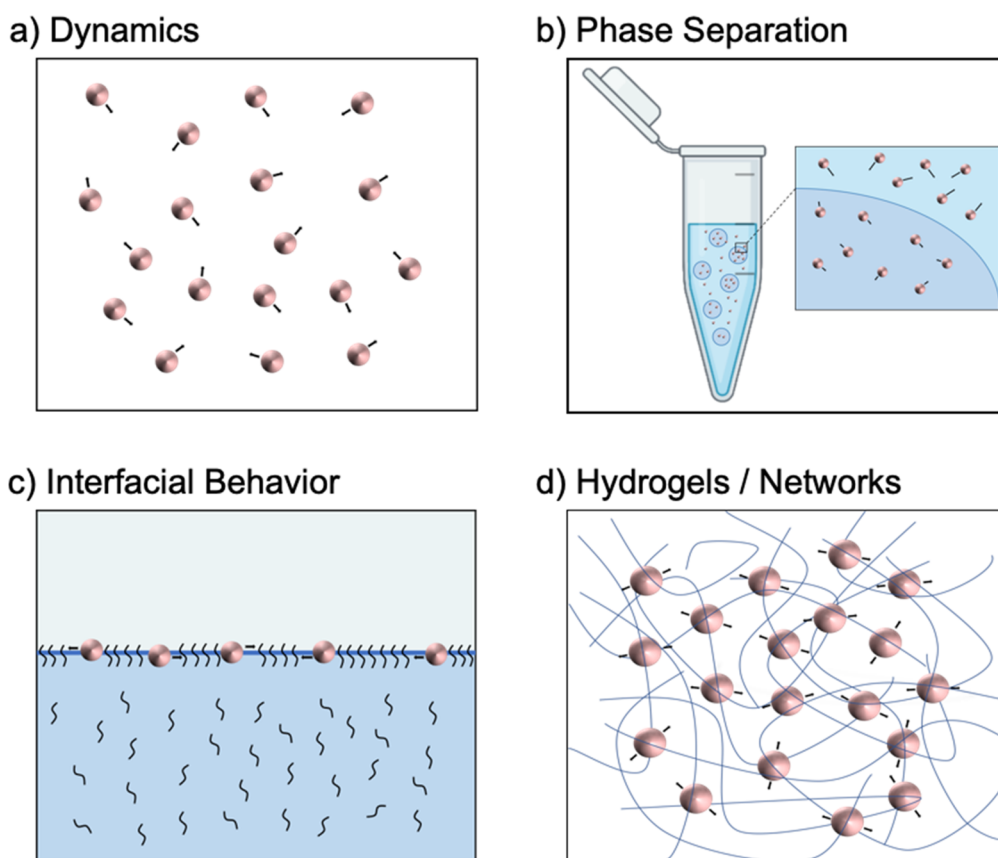 a) Dynamics
b) Phase Separation
c) Interfacial Behavior
d) Hydrogels / Networks